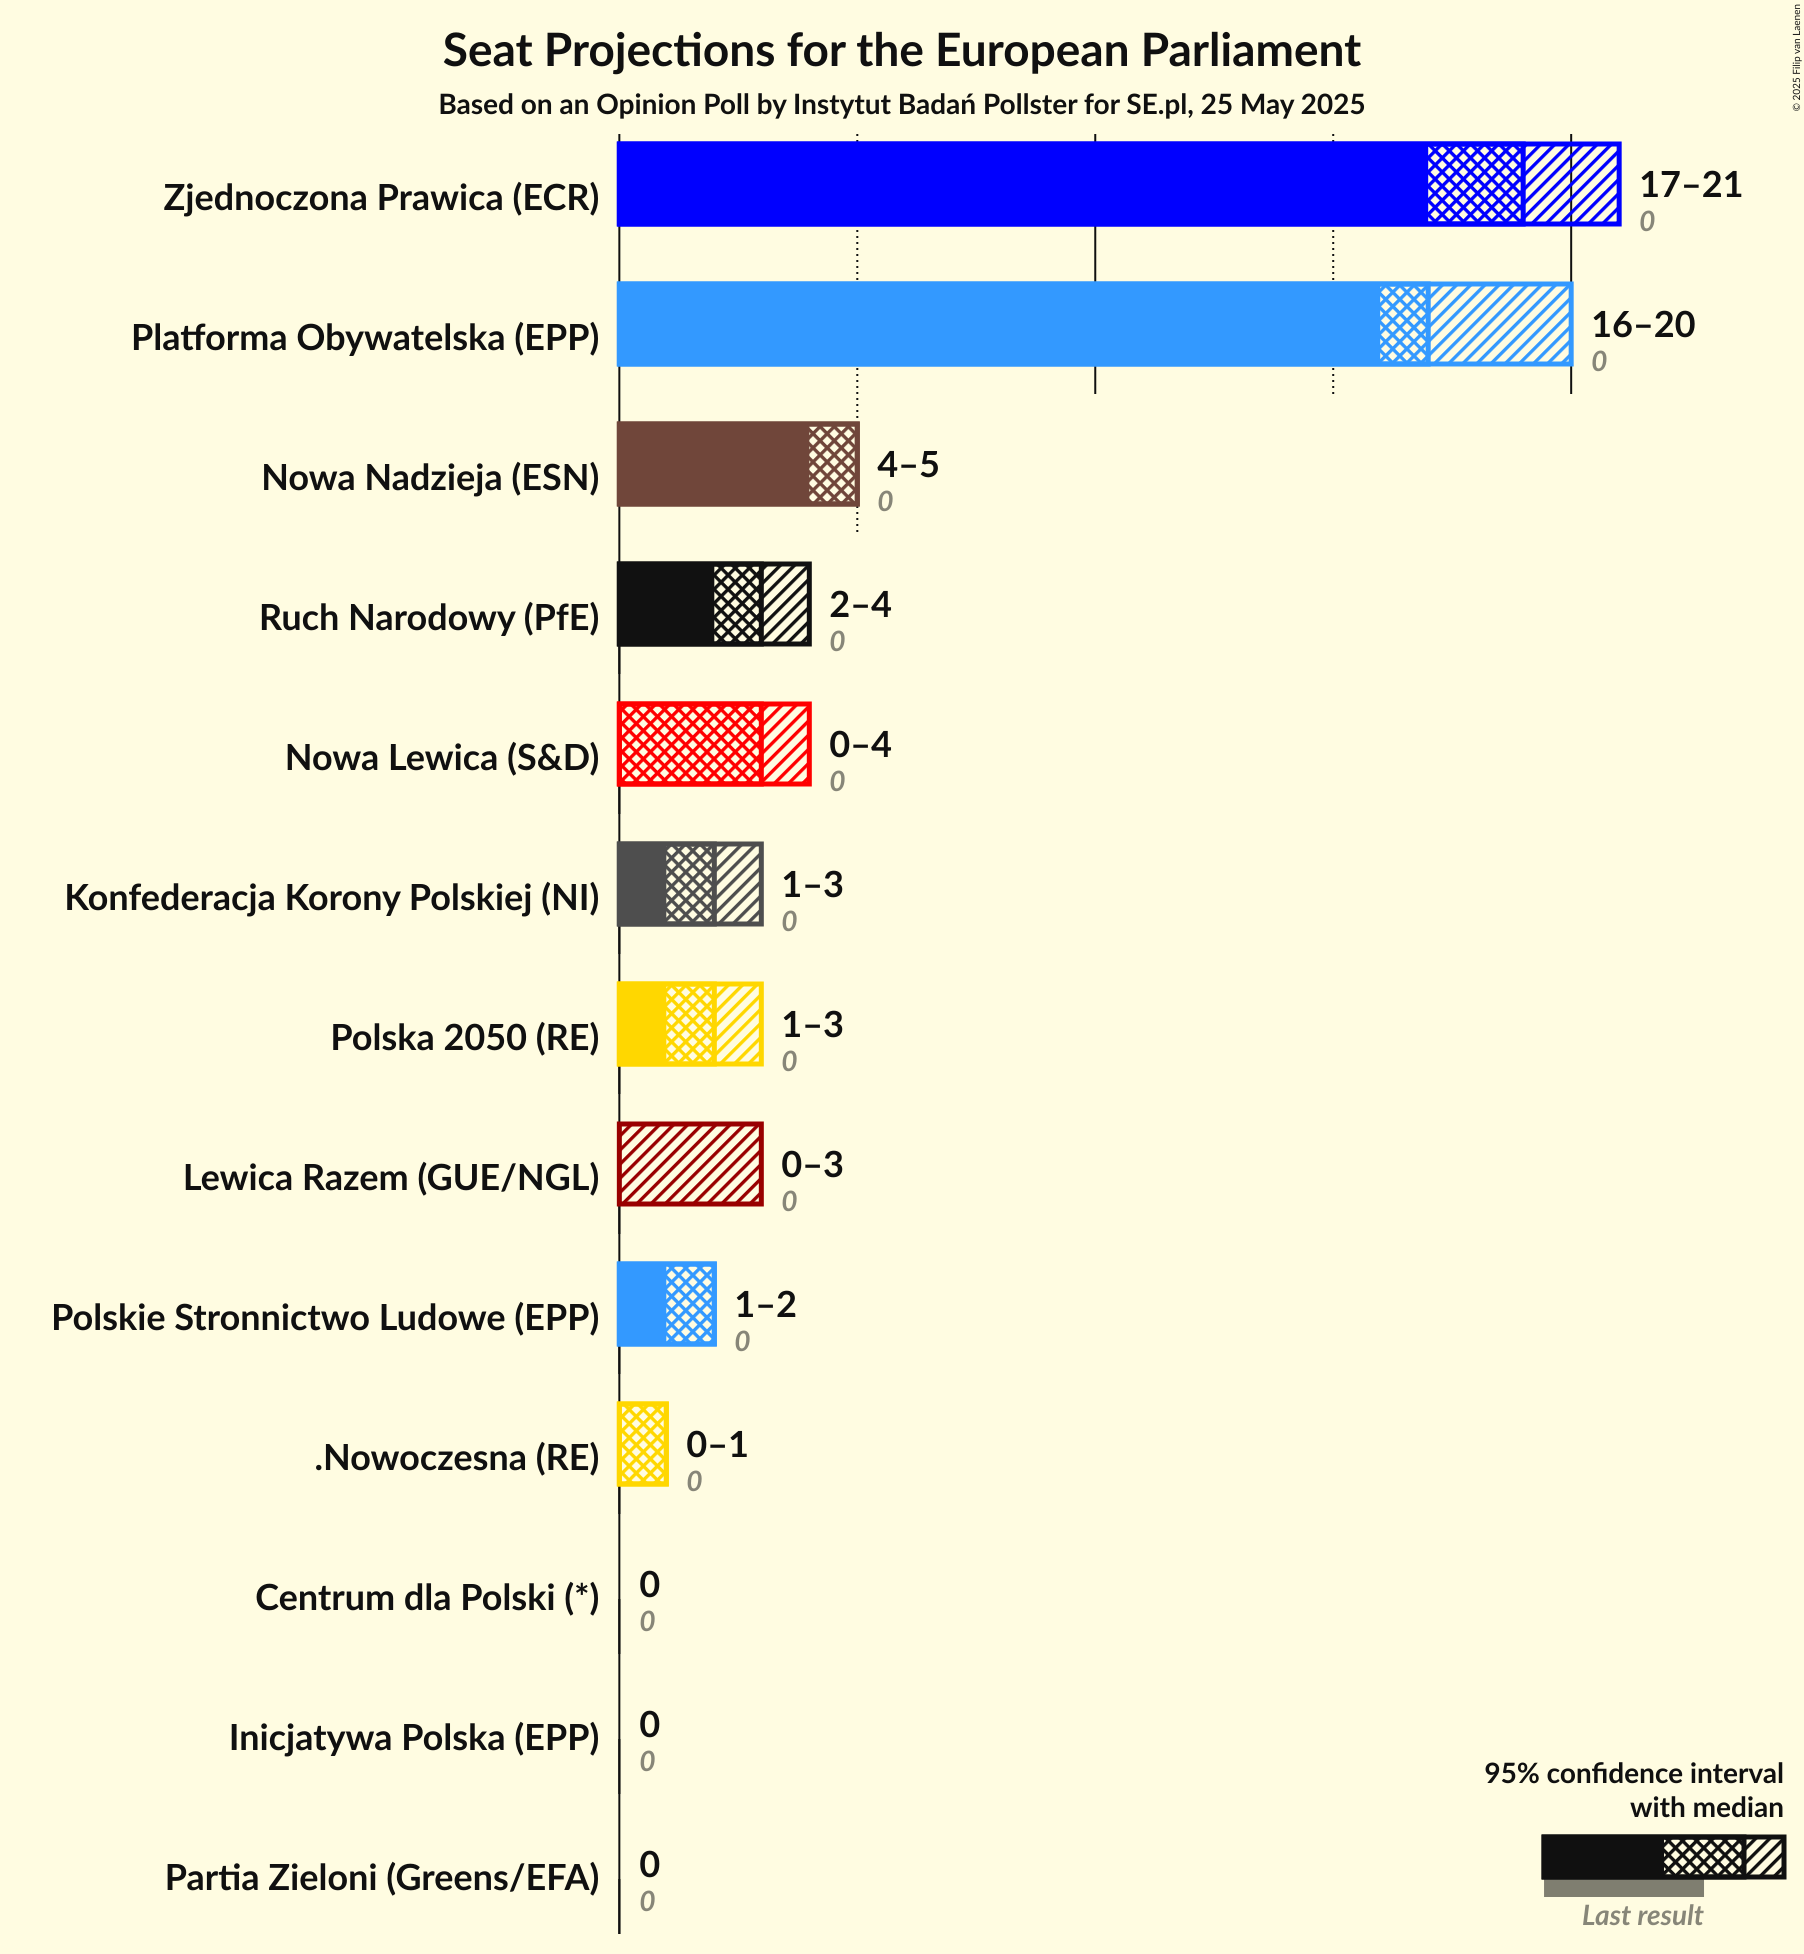 Seat Projections for the European Parliament
Based on an Opinion Poll by Instytut Badań Pollster for SE.pl, 25 May 2025
© 2025 Filip van Laenen
Zjednoczona Prawica (ECR)
17–21
0
Platforma Obywatelska (EPP)
16–20
0
Nowa Nadzieja (ESN)
4–5
0
Ruch Narodowy (PfE)
2–4
0
Nowa Lewica (S&D)
0–4
0
Konfederacja Korony Polskiej (NI)
1–3
0
Polska 2050 (RE)
1–3
0
Lewica Razem (GUE/NGL)
0–3
0
Polskie Stronnictwo Ludowe (EPP)
1–2
0
.Nowoczesna (RE)
0–1
0
Centrum dla Polski (*)
0
0
Inicjatywa Polska (EPP)
0
0
Partia Zieloni (Greens/EFA)
0
0
95% confidence interval
with median
Last result